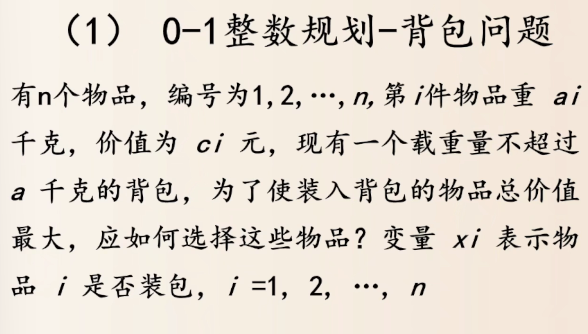 （1） 0-1整数规划-背包问题
有n个物品，编号为1,2,…,n,第i件物品重 ai
千克，价值为 ci 元，现有一个载重量不超过
a 千克的背包，为了使装入背包的物品总价值
最大，应如何选择这些物品？变量 xi 表示物
品 i 是否装包，i =1, 2, …, n